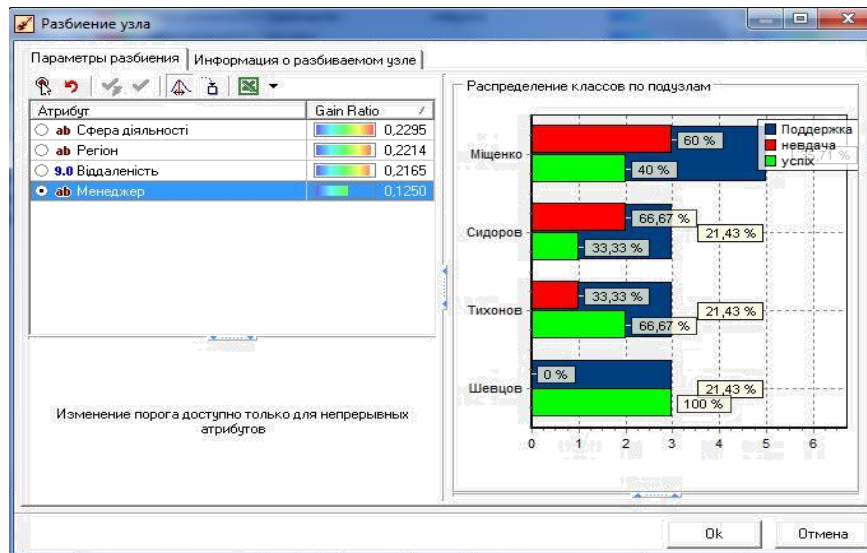 Разбиение узла
Параметры разбиения Информация о разбиваемом узле
Атрибут Gain Ratio /
ab Сфера діяльності 0,2295
ab Регіон 0,2214
9.0 Віддаленість 0,2165
ab Менеджер 0,1250
Изменение порога доступно только для непрерывных
атрибутов
Распределение классов по подузлам
Поддержка
невдача
успіх
Міщенко 60 %
40 %
Сидоров 66,67 % 21,43 %
33,33 %
Тихонов 33,33 % 21,43 %
66,67 %
Шевцов 0 % 21,43 %
100 %
0 1 2 3 4 5 6
Ok Отмена